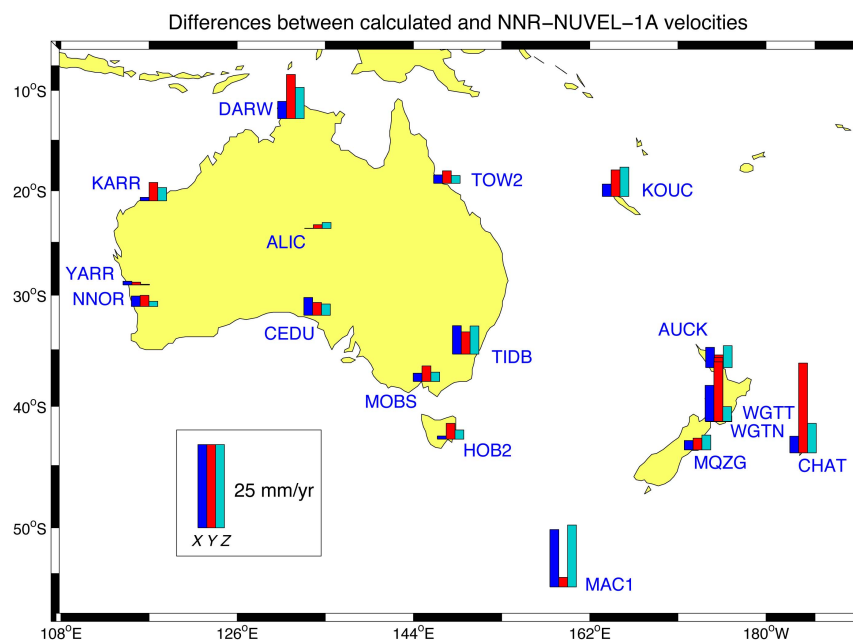 Differences between calculated and NNR−NUVEL−1A velocities
10°S
DARW
KARR
TOW2
KOUC
20°S
ALIC
YARR
NNOR
30°S
CEDU
AUCK
TIDB
MOBS
40°S
WGTT
WGTN
HOB2
MQZG
CHAT
25 mm/yr
50°S
X Y Z
MAC1
108°E 126°E 144°E 162°E 180°W